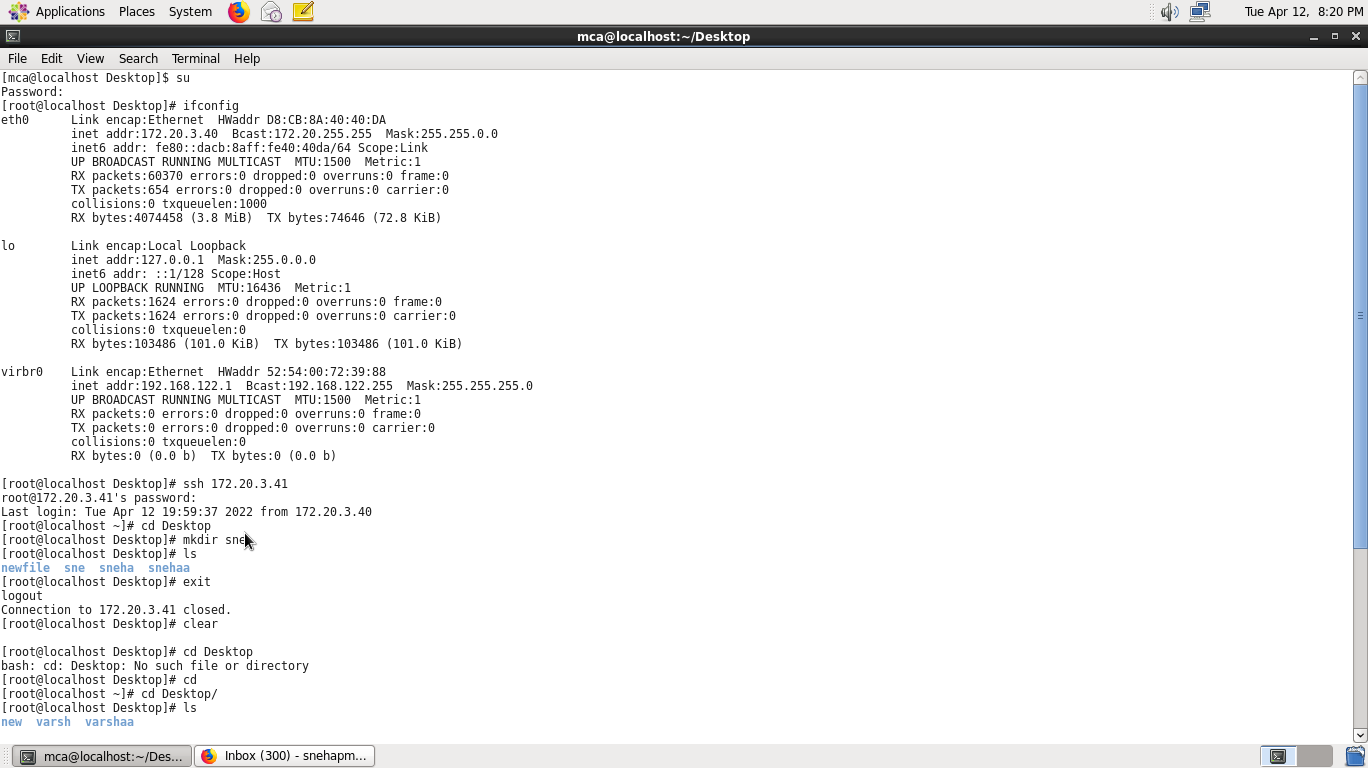 Applications Places System Tue Apr 12, 8:20 PM
mca@localhost:~/Desktop
File Edit View Search Terminal Help
[mca@localhost Desktop]$ su
Password:
[root@localhost Desktop]# ifconfig
eth0      Link encap:Ethernet  HWaddr D8:CB:8A:40:40:DA
          inet addr:172.20.3.40  Bcast:172.20.255.255  Mask:255.255.0.0
          inet6 addr: fe80::dacb:8aff:fe40:40da/64 Scope:Link
          UP BROADCAST RUNNING MULTICAST  MTU:1500  Metric:1
          RX packets:60370 errors:0 dropped:0 overruns:0 frame:0
          TX packets:654 errors:0 dropped:0 overruns:0 carrier:0
          collisions:0 txqueuelen:1000
          RX bytes:4074458 (3.8 MiB)  TX bytes:74646 (72.8 KiB)
lo        Link encap:Local Loopback
          inet addr:127.0.0.1  Mask:255.0.0.0
          inet6 addr: ::1/128 Scope:Host
          UP LOOPBACK RUNNING  MTU:16436  Metric:1
          RX packets:1624 errors:0 dropped:0 overruns:0 frame:0
          TX packets:1624 errors:0 dropped:0 overruns:0 carrier:0
          collisions:0 txqueuelen:0
          RX bytes:103486 (101.0 KiB)  TX bytes:103486 (101.0 KiB)
virbr0    Link encap:Ethernet  HWaddr 52:54:00:72:39:88
          inet addr:192.168.122.1  Bcast:192.168.122.255  Mask:255.255.255.0
          UP BROADCAST RUNNING MULTICAST  MTU:1500  Metric:1
          RX packets:0 errors:0 dropped:0 overruns:0 frame:0
          TX packets:0 errors:0 dropped:0 overruns:0 carrier:0
          collisions:0 txqueuelen:0
          RX bytes:0 (0.0 b)  TX bytes:0 (0.0 b)
[root@localhost Desktop]# ssh 172.20.3.41
root@172.20.3.41's password:
Last login: Tue Apr 12 19:59:37 2022 from 172.20.3.40
[root@localhost ~]# cd Desktop
[root@localhost Desktop]# mkdir sne
[root@localhost Desktop]# ls
newfile  sne  sneha  snehaa
[root@localhost Desktop]# exit
logout
Connection to 172.20.3.41 closed.
[root@localhost Desktop]# clear
[root@localhost Desktop]# cd Desktop
bash: cd: Desktop: No such file or directory
[root@localhost Desktop]# cd
[root@localhost ~]# cd Desktop/
[root@localhost Desktop]# ls
new  varsh  varshaa
mca@localhost:~/Des... Inbox (300) - snehapm...